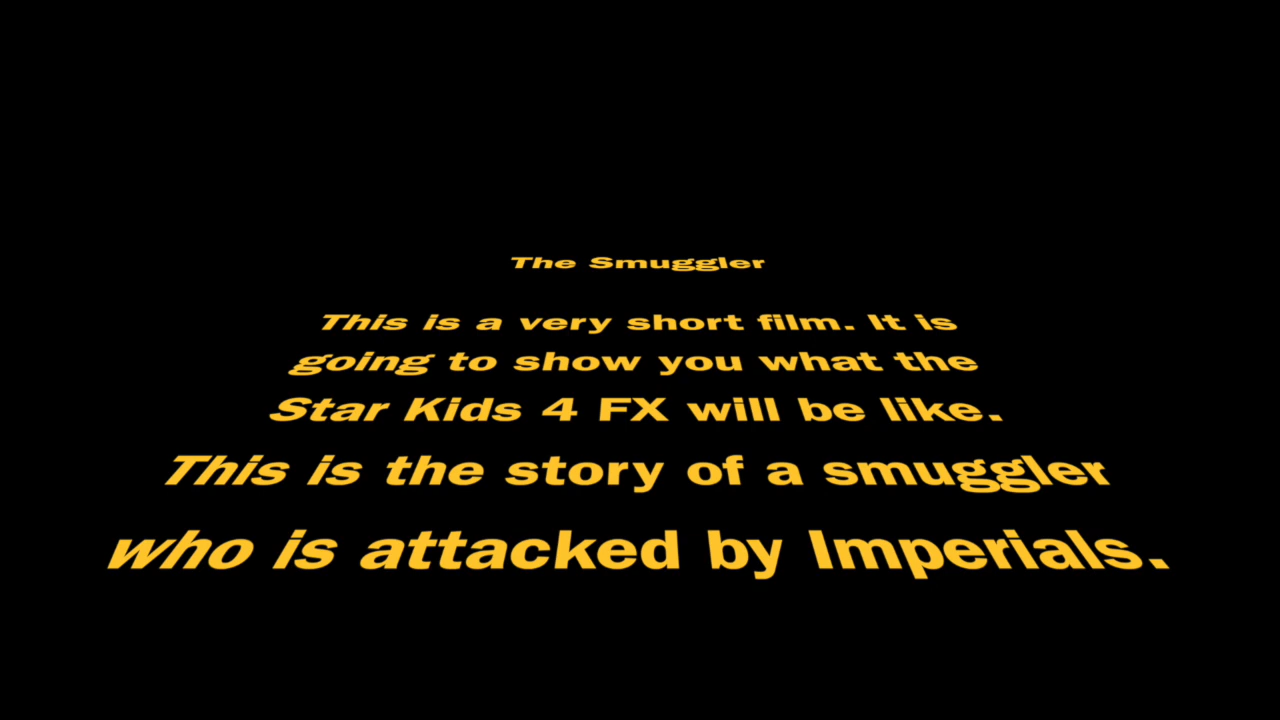 The Smuggler
This is a very short film. It is
going to show you what the
Star Kids 4 FX will be like.
This is the story of a smuggler
who is attacked by Imperials.